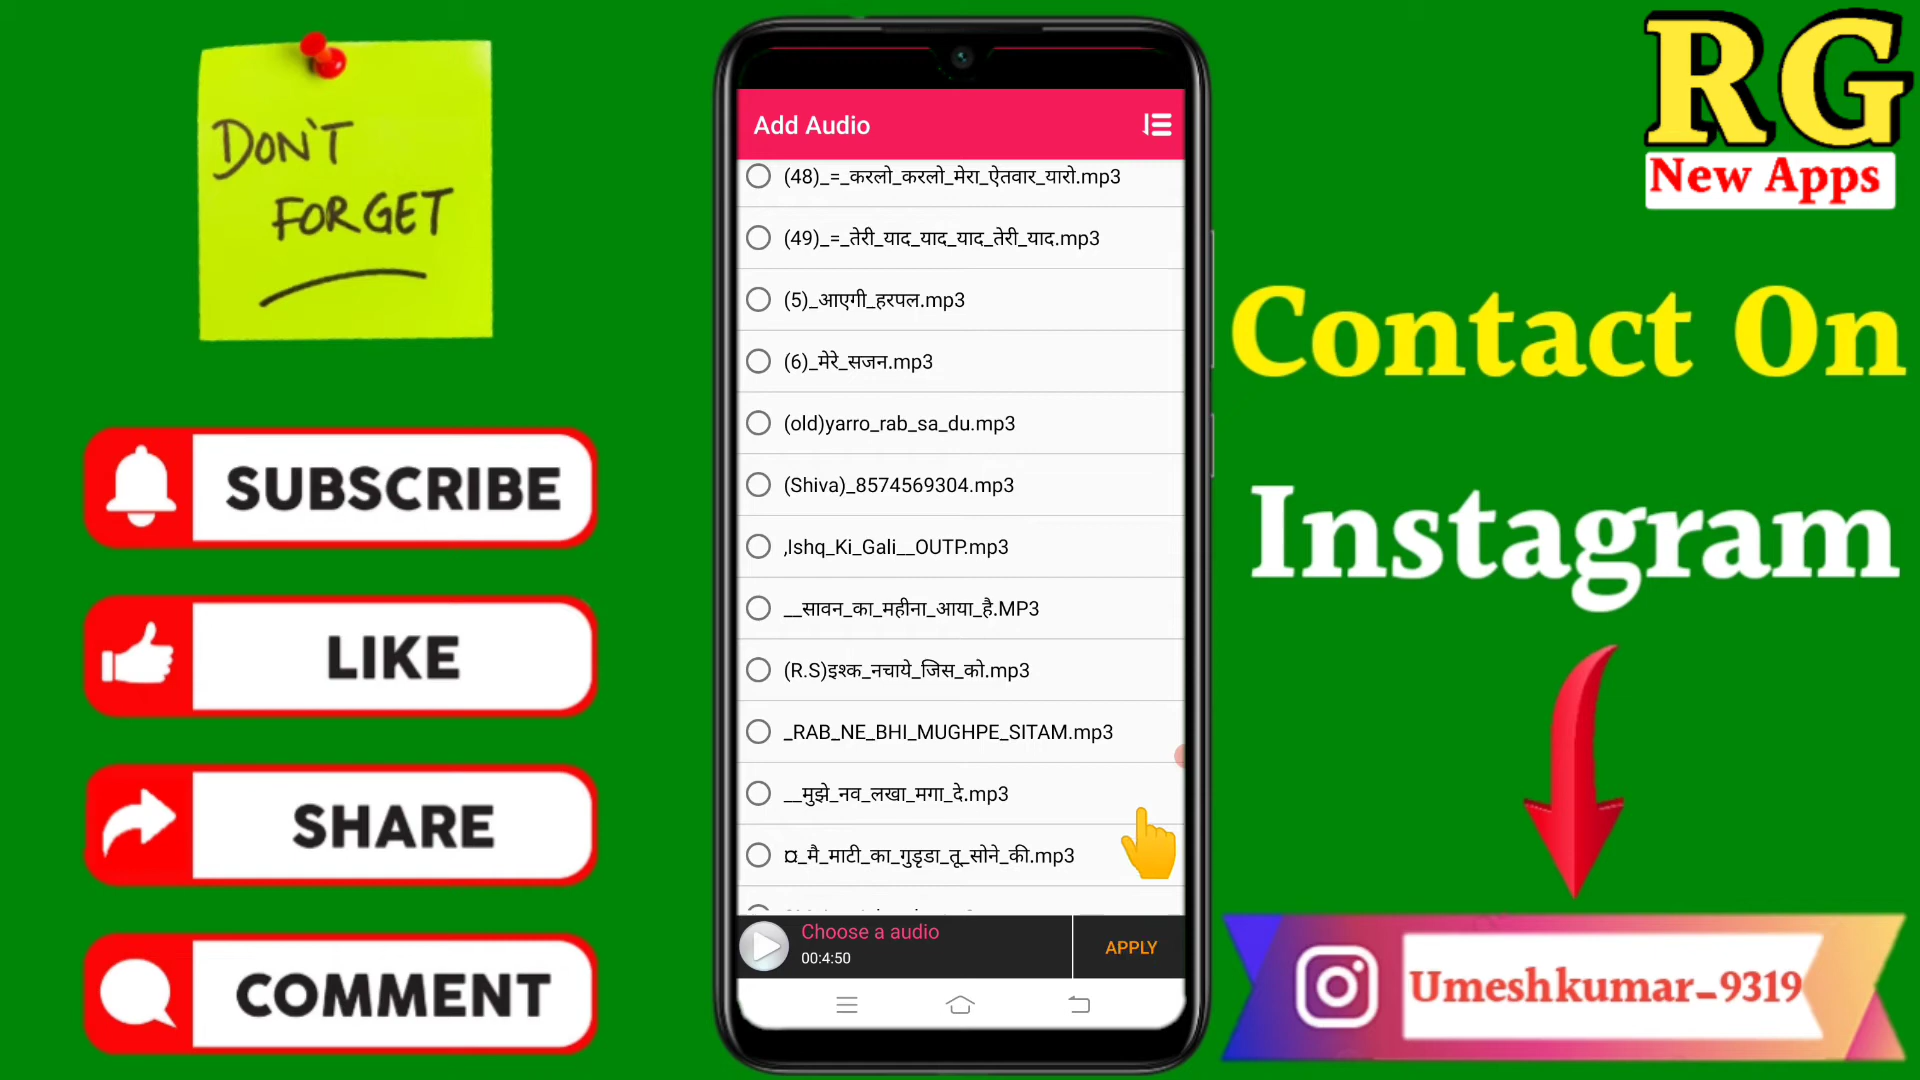 DON'T
FORGET
SUBSCRIBE
LIKE
SHARE
COMMENT
Add Audio
(48)_=_करलो_करलो_मेरा_ऐतवार_यारो.mp3
(49)_=_तेरी_याद_याद_याद_तेरी_याद.mp3
(5)_आएगी_हरपल.mp3
(6)_मेरे_सजन.mp3
(old)yarro_rab_sa_du.mp3
(Shiva)_8574569304.mp3
,Ishq_Ki_Gali__OUTP.mp3
__सावन_का_महीना_आया_है.MP3
(R.S)इश्क_नचाये_जिस_को.mp3
_RAB_NE_BHI_MUGHPE_SITAM.mp3
__मुझे_नव_लखा_मगा_दे.mp3
¤_मै_माटी_का_गुड्डा_तू_सोने_की.mp3
Choose a audio
00:4:50
APPLY
RG
New Apps
Contact On
Instagram
Umeshkumar-9319